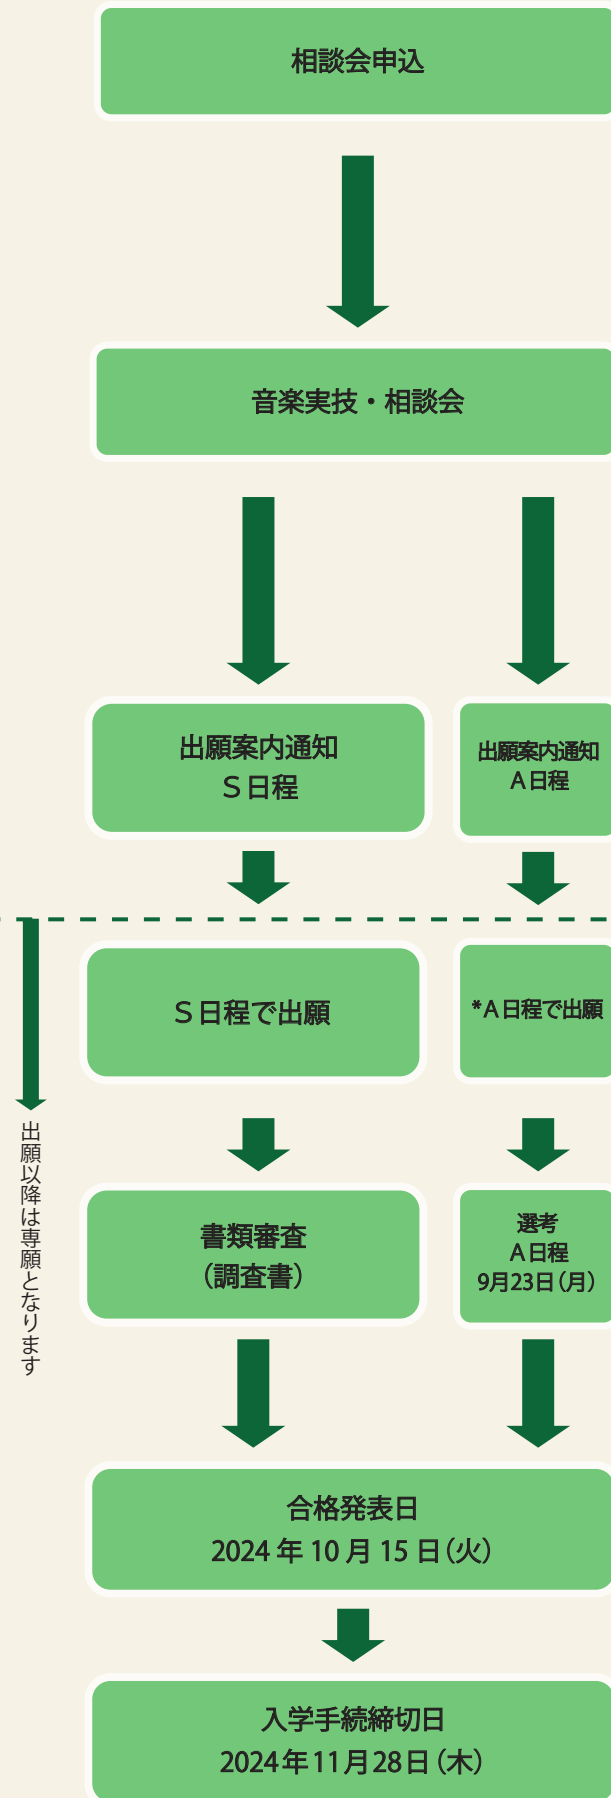 相談会申込
音楽実技・相談会
出願案内通知
S日程
出願案内通知
A日程
S日程で出願
*A日程で出願
出願以降は専願となります
書類審査
（調査書）
選考
A日程
9月23日（月）
合格発表日
2024年10月15日（火）
入学手続締切日
2024年11月28日（木）